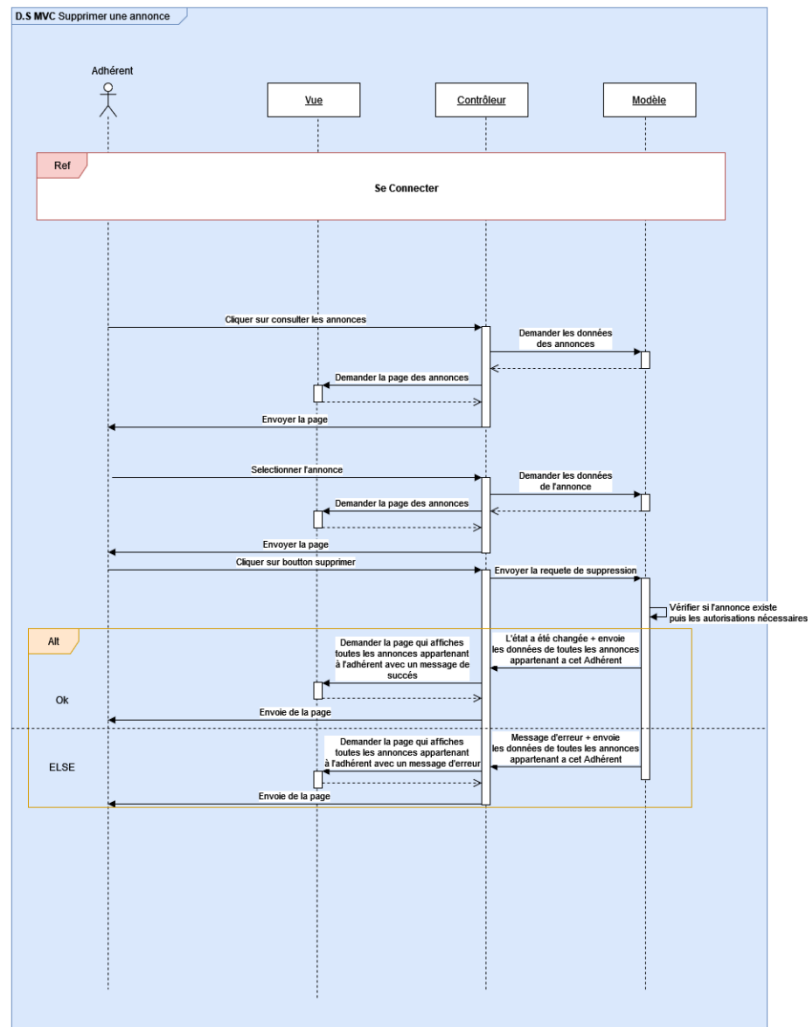 D.S MVC Supprimer une annonce
Adhérent
Vue
Contrôleur
Modèle
Ref
Se Connecter
Cliquer sur consulter les annonces
Demander les données
des annonces
Demander la page des annonces
Envoyer la page
Selectionner l'annonce
Demander les données
de l'annonce
Demander la page des annonces
Envoyer la page
Cliquer sur boutton supprimer
Envoyer la requete de suppression
Vérifier si l'annonce existe
puis les autorisations nécessaires
Alt
Demander la page qui affiches
toutes les annonces appartenant
à l'adhérent avec un message de
succés
L'état a été changée + envoie
les données de toutes les annonces
appartenant a cet Adhérent
Ok
Envoie de la page
ELSE
Demander la page qui affiches
toutes les annonces appartenant
à l'adhérent avec un message d'erreur
Message d'erreur + envoie
les données de toutes les annonces
appartenant a cet Adhérent
Envoie de la page